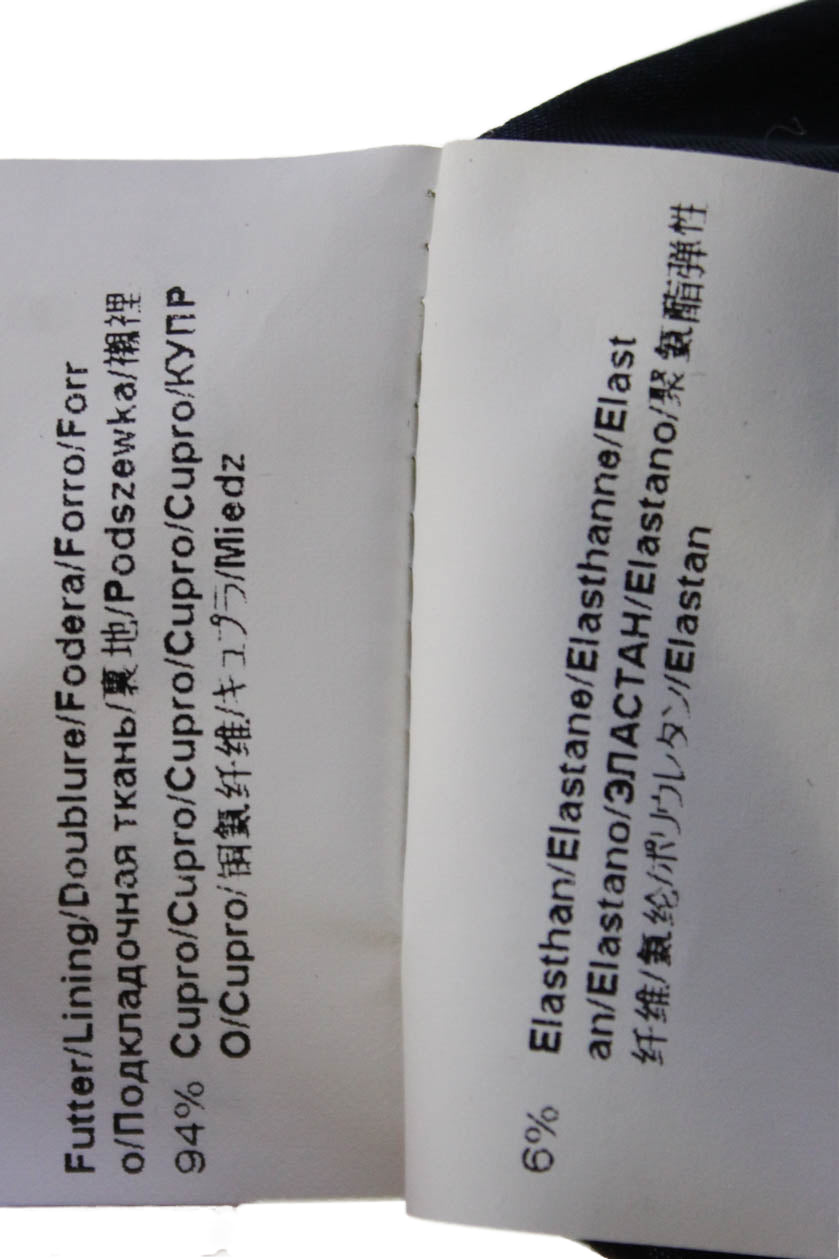 Futter/Lining/Doublure/Fodera/Forro/Forr
o/Подкладочная ткань/裏地/Podszewka/襯裡
94% Cupro/Cupro/Cupro/Cupro/Cupro/КУПР
О/Cupro/铜氨纤维/キュプラ/Miedz
6% Elasthan/Elastane/Elasthanne/Elast
an/Elastano/ЭЛАСТАН/Elastano/聚氨酯弹性
纤维/氨纶/ポリウレタン/Elastan